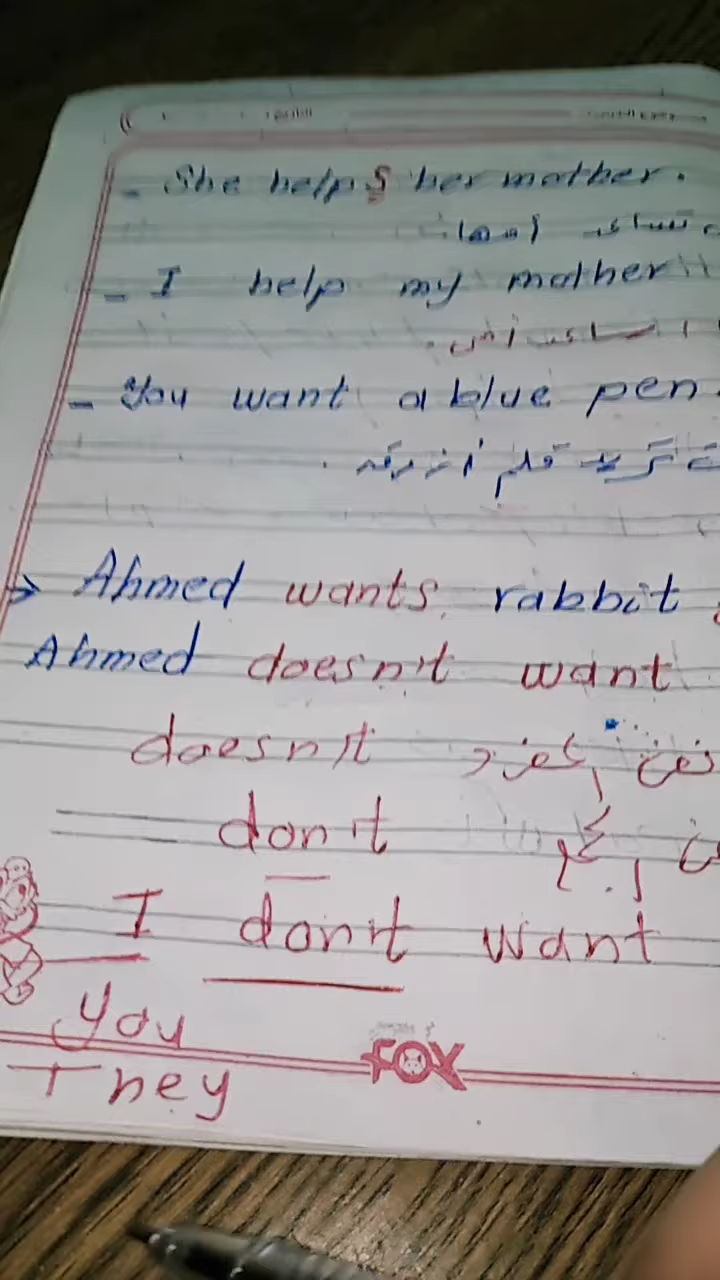 - She helps her mother.
تساعد أمها
- I help my mother
أساعد أمي.
- You want a blue pen.
تريد قلم أزرق.
→ Ahmed wants rabbit.
Ahmed doesn't want
doesn't
don't
I don't want
you
They
FOX